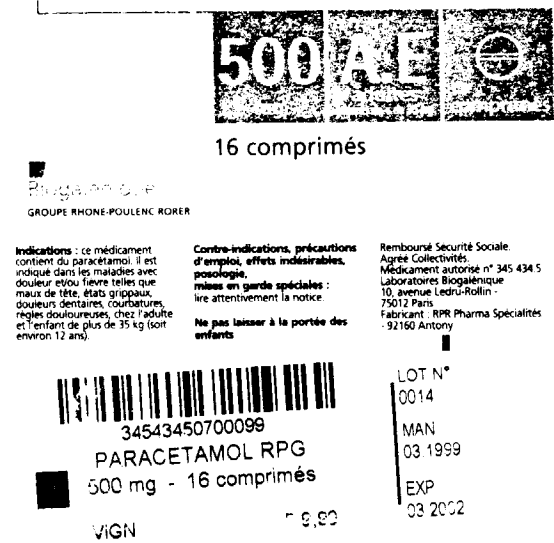 500
A.E
16 comprimés
Biogalénique
GROUPE RHONE-POULENC RORER
Indications : ce médicament
contient du paracétamol. il est
indiqué dans les maladies avec
douleur et/ou fièvre telles que
maux de tête, états grippaux,
douleurs dentaires, courbatures,
règles douloureuses, chez l'adulte
et l'enfant de plus de 35 kg (soit
environ 12 ans).
Contre-indications, précautions
d'emploi, effets indésirables,
posologie,
mises en garde spéciales :
lire attentivement la notice.
Ne pas laisser à la portée des
enfants
Remboursé Sécurité Sociale.
Agréé Collectivités.
Médicament autorisé n° 345 434.5
Laboratoires Biogalénique
10, avenue Ledru-Rollin -
75012 Paris
Fabricant : RPR Pharma Spécialités
- 92160 Antony
34543450700099
PARACETAMOL RPG
500 mg - 16 comprimés
ViGN
LOT N°
0014
MAN
03.1999
EXP
03 2002